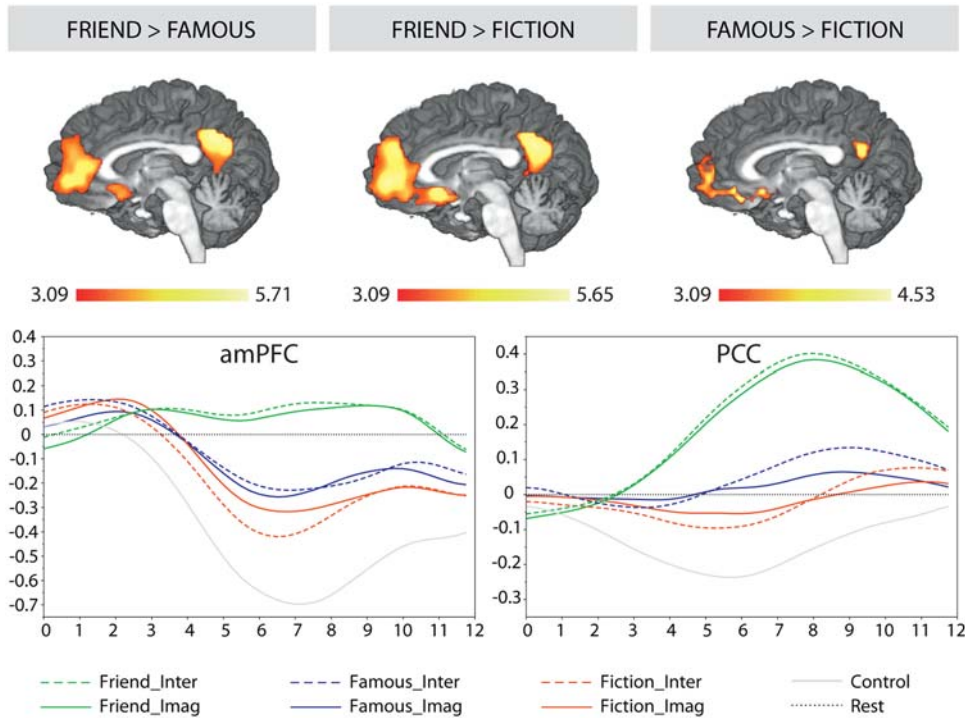 FRIEND > FAMOUS
FRIEND > FICTION
FAMOUS > FICTION
3.09 5.71
3.09 5.65
3.09 4.53
amPFC
0.4
0.3
0.2
0.1
0
-0.1
-0.2
-0.3
-0.4
-0.5
-0.6
-0.7
0 1 2 3 4 5 6 7 8 9 10 11 12
PCC
0.4
0.3
0.2
0.1
0
-0.1
-0.2
-0.3
0 1 2 3 4 5 6 7 8 9 10 11 12
Friend_Inter
Famous_Inter
Fiction_Inter
Control
Friend_Imag
Famous_Imag
Fiction_Imag
Rest